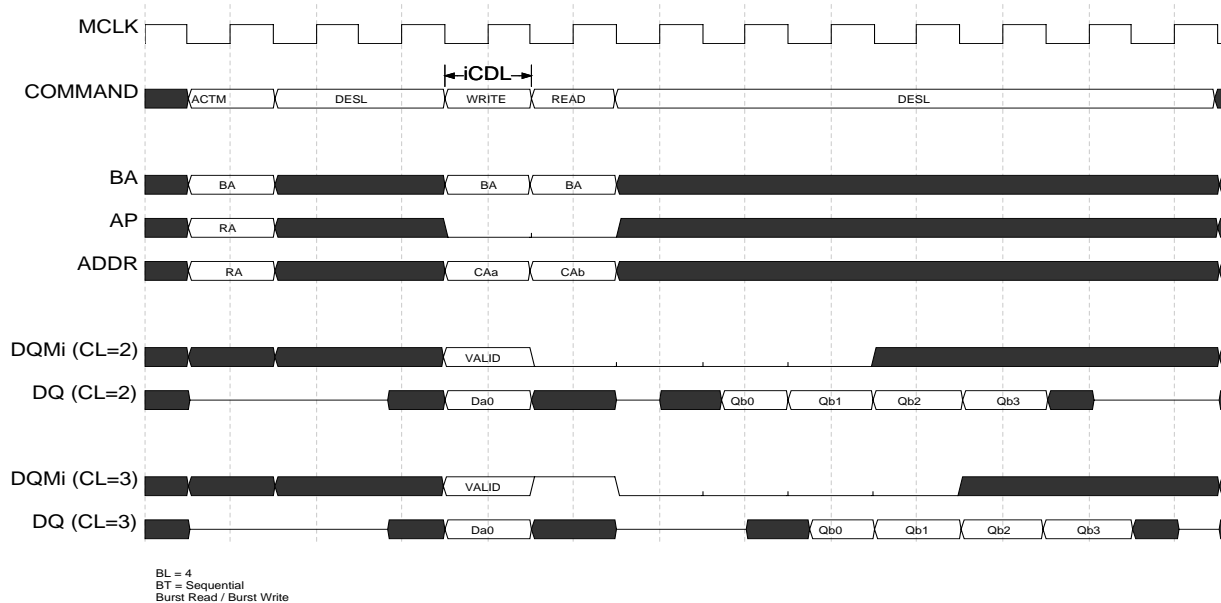 MCLK
iCDL
COMMAND ACTM DESL WRITE READ DESL
BA BA BA BA
AP RA
ADDR RA CAa CAb
DQMi (CL=2) VALID
DQ (CL=2) Da0 Qb0 Qb1 Qb2 Qb3
DQMi (CL=3) VALID
DQ (CL=3) Da0 Qb0 Qb1 Qb2 Qb3
BL = 4
BT = Sequential
Burst Read / Burst Write